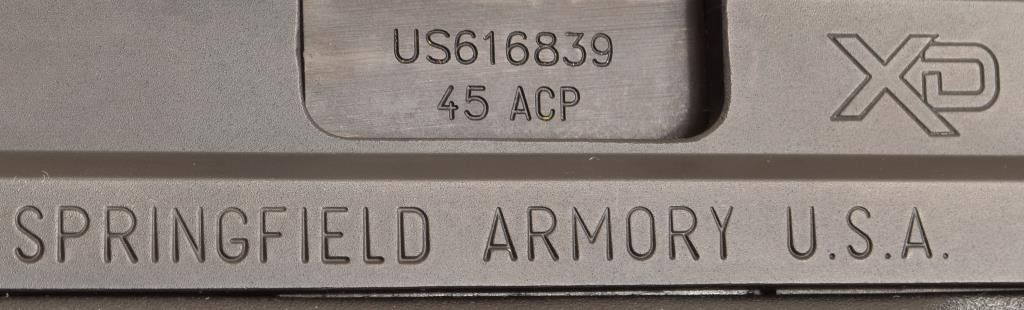 US616839
45 ACP
XD
SPRINGFIELD ARMORY U.S.A.